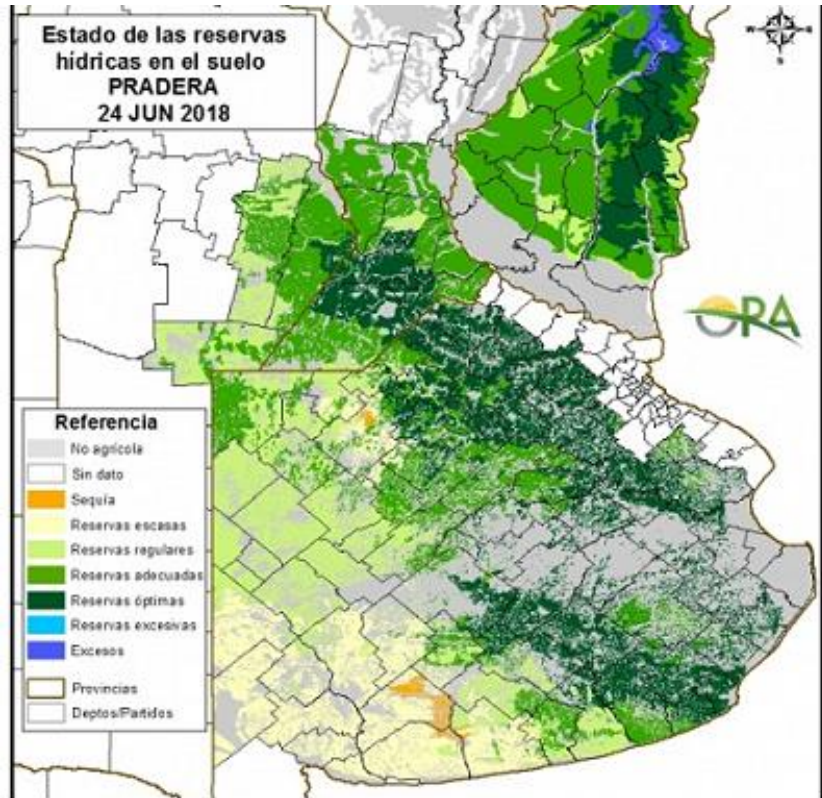 Estado de las reservas
hídricas en el suelo
PRADERA
24 JUN 2018
N
W
E
S
OPA
Referencia
No agrícola
Sin dato
Sequía
Reservas escasas
Reservas regulares
Reservas adecuadas
Reservas óptimas
Reservas excesivas
Excesos
Provincias
Deptos/Partidos